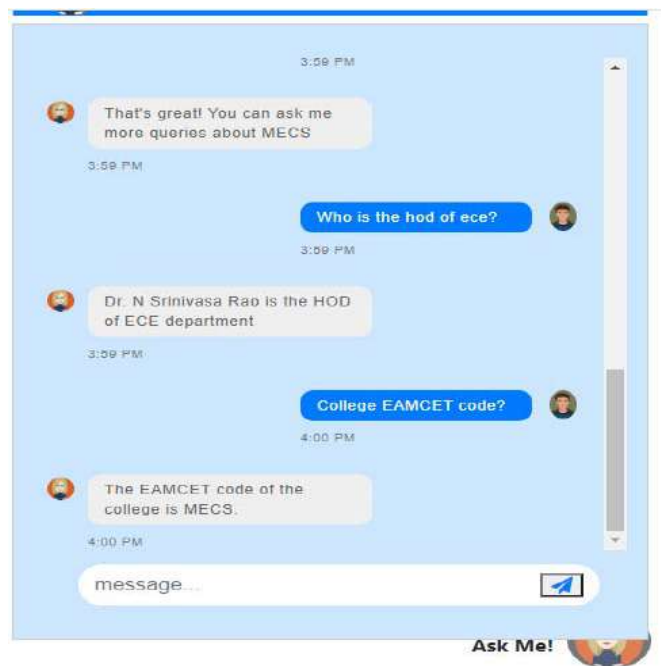 3:59 PM
That's great! You can ask me
more queries about MECS
3:59 PM
Who is the hod of ece?
3:59 PM
Dr. N Srinivasa Rao is the HOD
of ECE department
3:59 PM
College EAMCET code?
4:00 PM
The EAMCET code of the
college is MECS.
4:00 PM
message...
Ask Me!